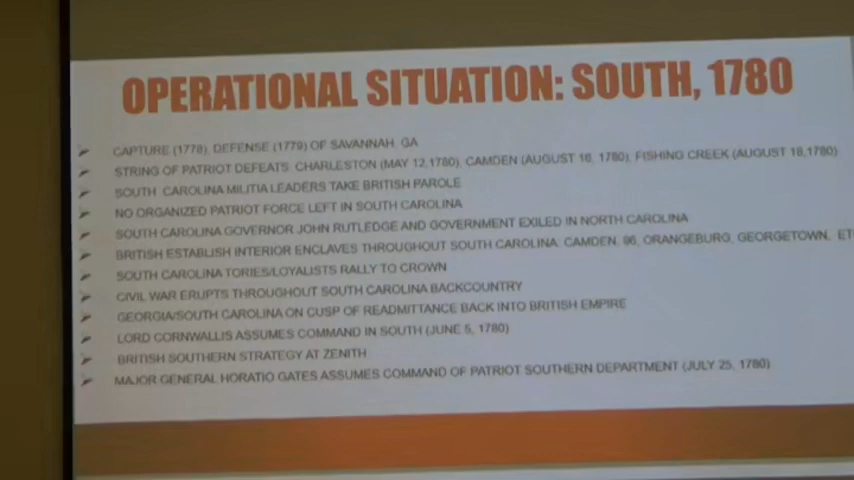 OPERATIONAL SITUATION: SOUTH, 1780
CAPTURE (1778), DEFENSE (1779) OF SAVANNAH, GA
STRING OF PATRIOT DEFEATS: CHARLESTON (MAY 12,1780), CAMDEN (AUGUST 16, 1780), FISHING CREEK (AUGUST 18,1780)
SOUTH CAROLINA MILITIA LEADERS TAKE BRITISH PAROLE
NO ORGANIZED PATRIOT FORCE LEFT IN SOUTH CAROLINA
SOUTH CAROLINA GOVERNOR JOHN RUTLEDGE AND GOVERNMENT EXILED IN NORTH CAROLINA
BRITISH ESTABLISH INTERIOR ENCLAVES THROUGHOUT SOUTH CAROLINA: CAMDEN, 96, ORANGEBURG, GEORGETOWN, ET
SOUTH CAROLINA TORIES/LOYALISTS RALLY TO CROWN
CIVIL WAR ERUPTS THROUGHOUT SOUTH CAROLINA BACKCOUNTRY
GEORGIA/SOUTH CAROLINA ON CUSP OF READMITTANCE BACK INTO BRITISH EMPIRE
LORD CORNWALLIS ASSUMES COMMAND IN SOUTH (JUNE 5, 1780)
BRITISH SOUTHERN STRATEGY AT ZENITH
MAJOR GENERAL HORATIO GATES ASSUMES COMMAND OF PATRIOT SOUTHERN DEPARTMENT (JULY 25, 1780)